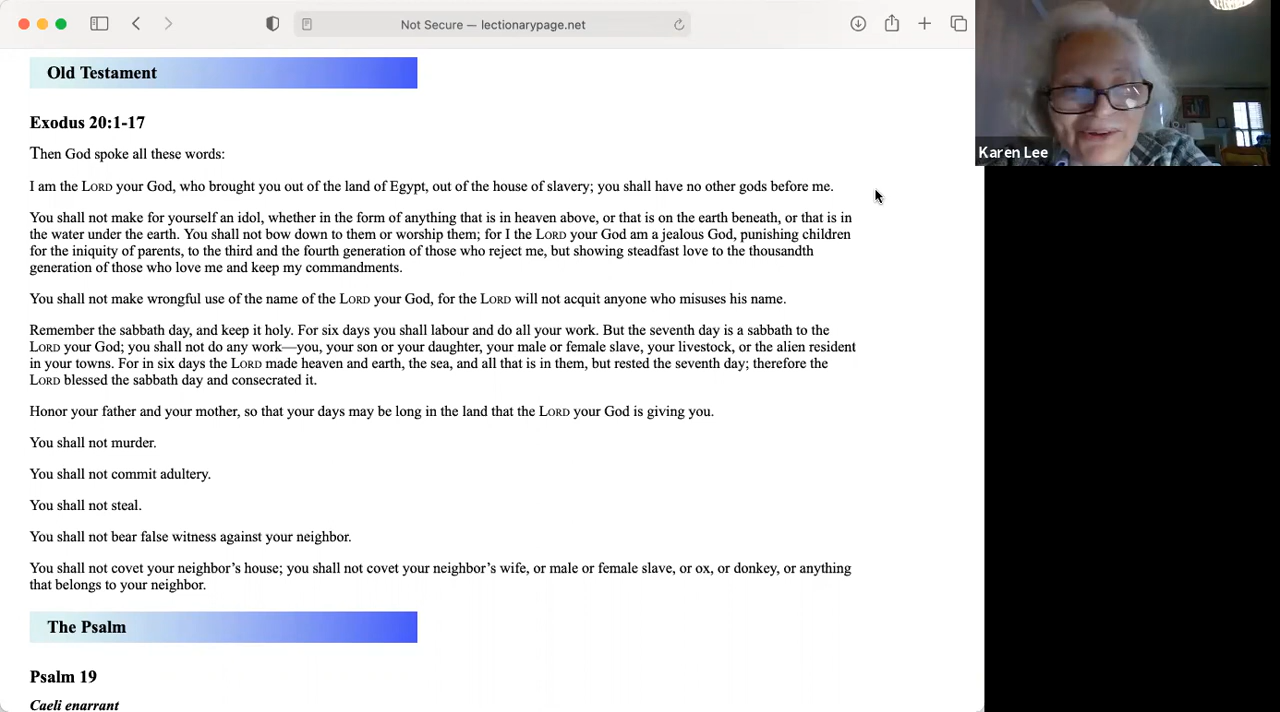 Not Secure — lectionarypage.net
Old Testament
Exodus 20:1-17
Then God spoke all these words:
I am the LORD your God, who brought you out of the land of Egypt, out of the house of slavery; you shall have no other gods before me.
You shall not make for yourself an idol, whether in the form of anything that is in heaven above, or that is on the earth beneath, or that is in
the water under the earth. You shall not bow down to them or worship them; for I the LORD your God am a jealous God, punishing children
for the iniquity of parents, to the third and the fourth generation of those who reject me, but showing steadfast love to the thousandth
generation of those who love me and keep my commandments.
You shall not make wrongful use of the name of the LORD your God, for the LORD will not acquit anyone who misuses his name.
Remember the sabbath day, and keep it holy. For six days you shall labour and do all your work. But the seventh day is a sabbath to the
LORD your God; you shall not do any work—you, your son or your daughter, your male or female slave, your livestock, or the alien resident
in your towns. For in six days the LORD made heaven and earth, the sea, and all that is in them, but rested the seventh day; therefore the
LORD blessed the sabbath day and consecrated it.
Honor your father and your mother, so that your days may be long in the land that the LORD your God is giving you.
You shall not murder.
You shall not commit adultery.
You shall not steal.
You shall not bear false witness against your neighbor.
You shall not covet your neighbor’s house; you shall not covet your neighbor’s wife, or male or female slave, or ox, or donkey, or anything
that belongs to your neighbor.
The Psalm
Psalm 19
Caeli enarrant
Karen Lee